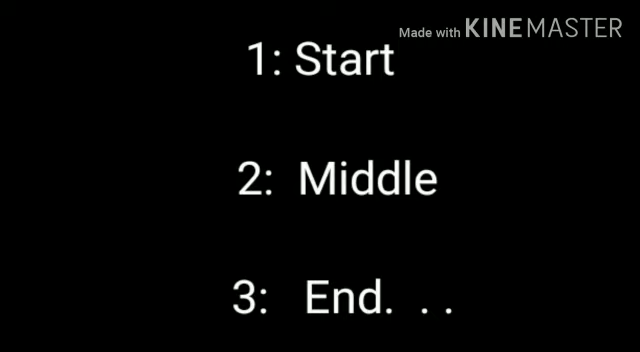 Made with KINEMASTER
1: Start
2: Middle
3: End. . .